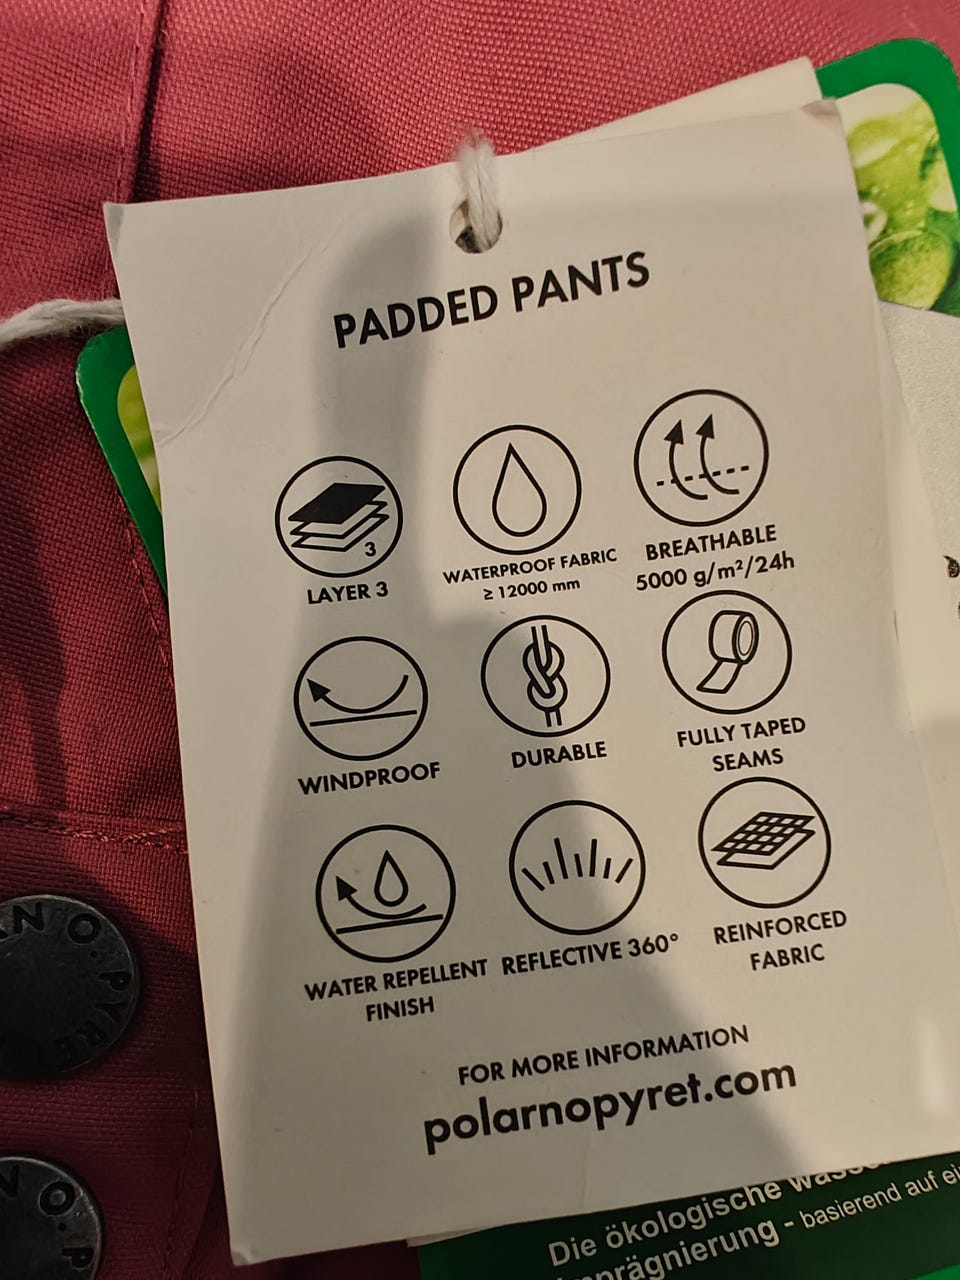 PADDED PANTS
3
LAYER 3
WATERPROOF FABRIC
≥ 12000 mm
BREATHABLE
5000 g/m²/24h
WINDPROOF
DURABLE
FULLY TAPED
SEAMS
WATER REPELLENT
FINISH
REFLECTIVE 360°
REINFORCED
FABRIC
FOR MORE INFORMATION
polarnopyret.com
Die ökologische
imprägnierung - basierend auf